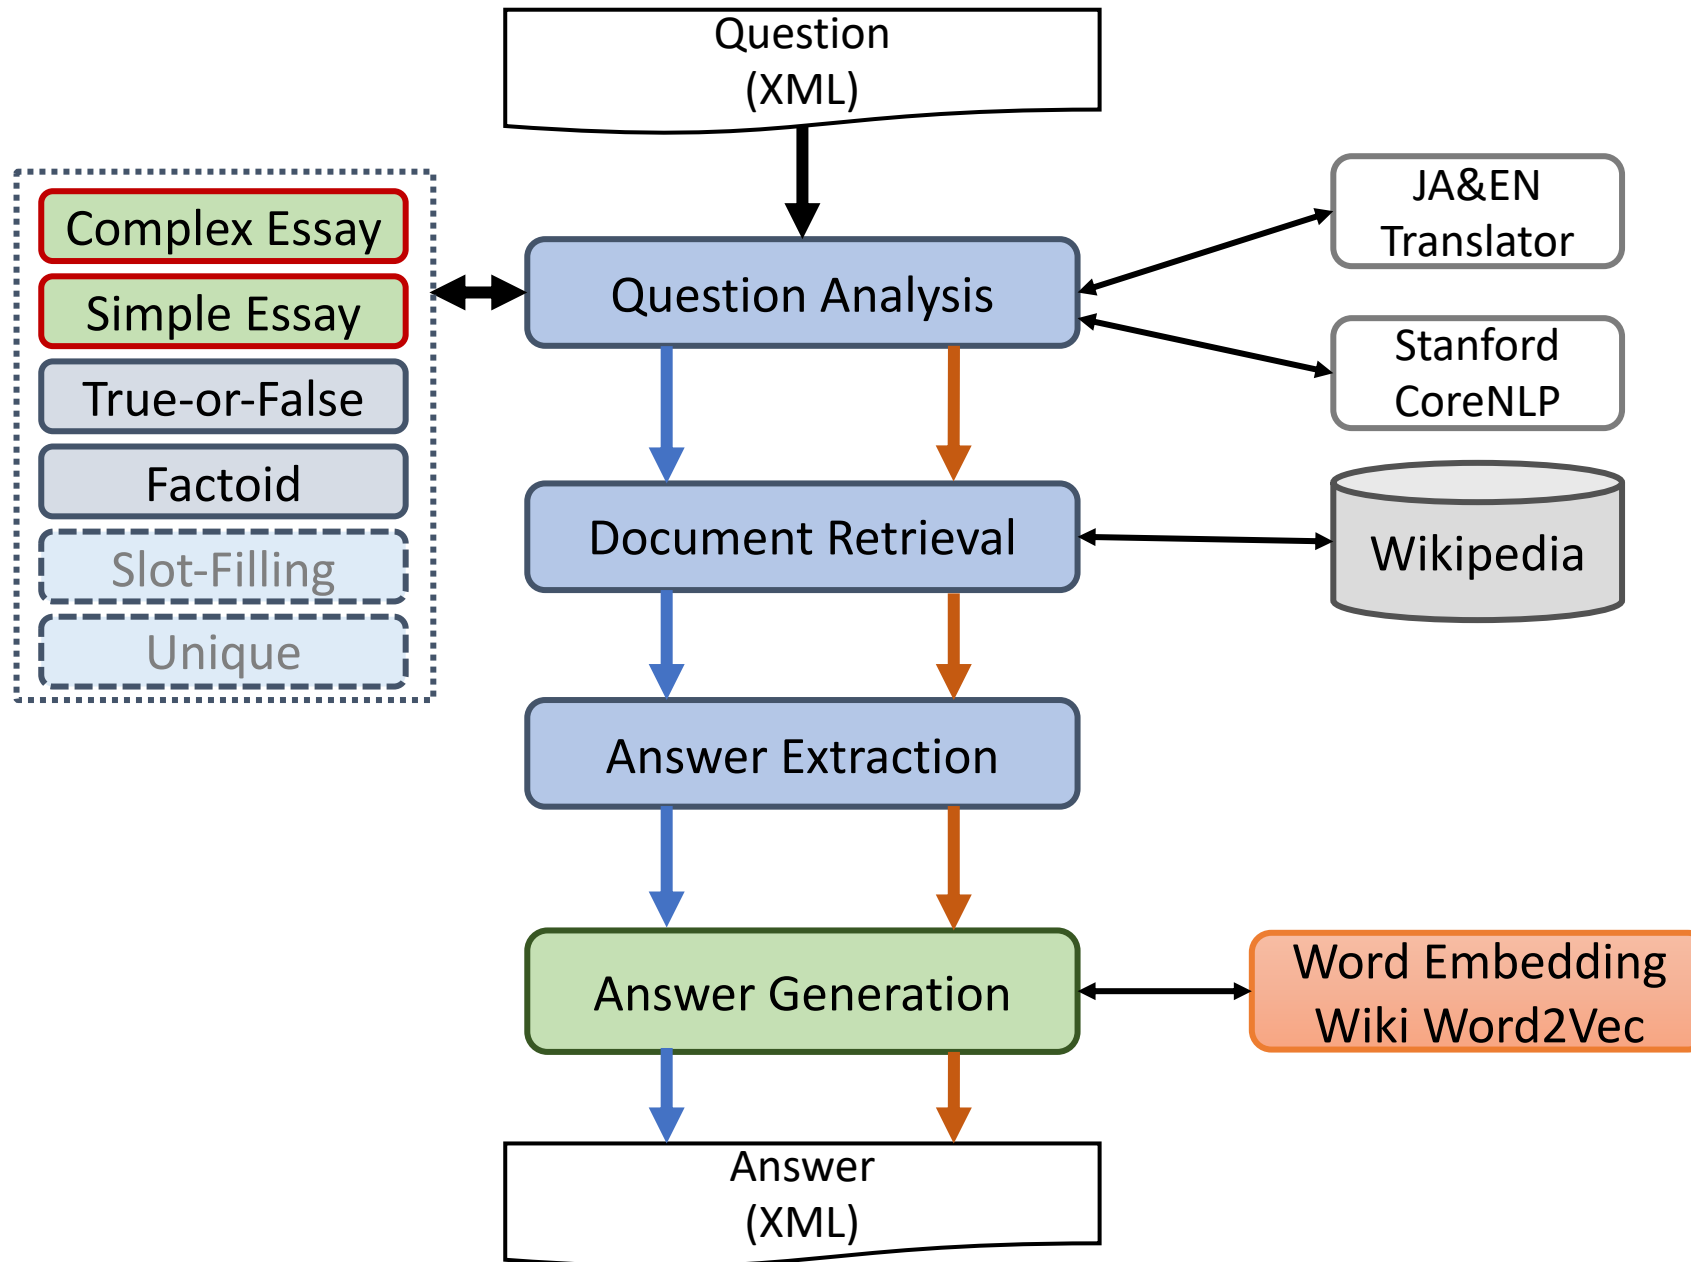 Question
(XML)
Complex Essay
Simple Essay
True-or-False
Factoid
Slot-Filling
Unique
Question Analysis
JA&EN
Translator
Stanford
CoreNLP
Document Retrieval
Wikipedia
Answer Extraction
Answer Generation
Word Embedding
Wiki Word2Vec
Answer
(XML)